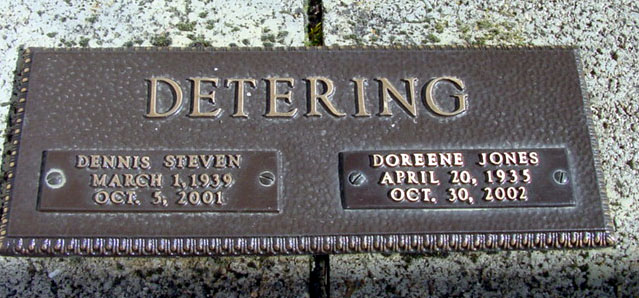 DETERING
DENNIS STEVEN
MARCH 1, 1939
OCT. 5, 2001
DOREENE JONES
APRIL 20, 1935
OCT. 30, 2002